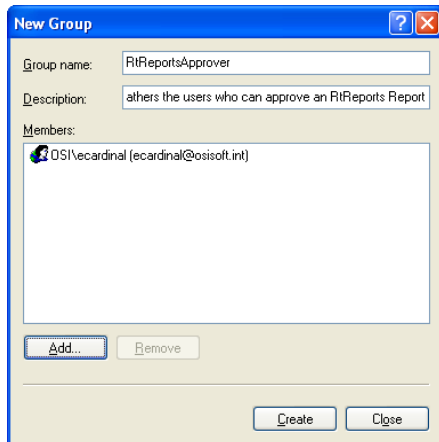 New Group
Group name: RtReportsApprover
Description: athers the users who can approve an RtReports Report
Members:
OSI\ecardinal (ecardinal@osisoft.int)
Add... Remove
Create Close